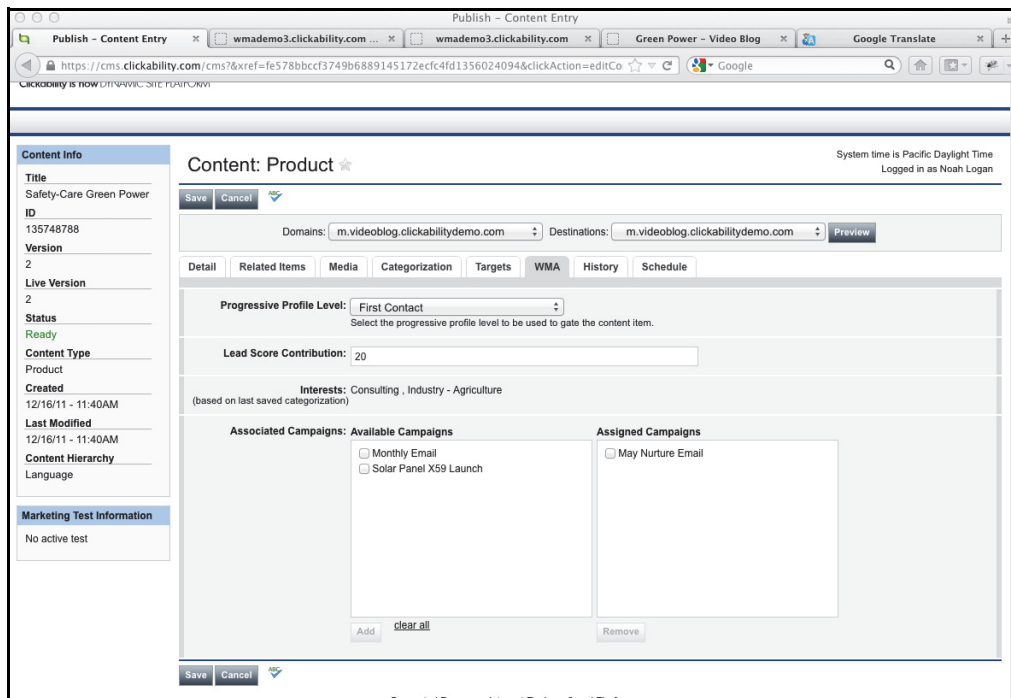 Publish – Content Entry
Publish – Content Entry
wmademo3.clickability.com ...
wmademo3.clickability.com
Green Power – Video Blog
Google Translate
https://cms.clickability.com/cms?&xref=fe578bbccf3749b6889145172ecfc4fd1356024094&clickAction=editCo
Google
Clickability is now DYNAMIC SITE PLATFORM
Content Info
Title
Safety-Care Green Power
ID
135748788
Version
2
Live Version
2
Status
Ready
Content Type
Product
Created
12/16/11 - 11:40AM
Last Modified
12/16/11 - 11:40AM
Content Hierarchy
Language
Marketing Test Information
No active test
Content: Product
System time is Pacific Daylight Time
Logged in as Noah Logan
Save Cancel ABC
Domains: m.videoblog.clickabilitydemo.com Destinations: m.videoblog.clickabilitydemo.com Preview
Detail Related Items Media Categorization Targets WMA History Schedule
Progressive Profile Level: First Contact
Select the progressive profile level to be used to gate the content item.
Lead Score Contribution: 20
Interests: Consulting , Industry - Agriculture
(based on last saved categorization)
Associated Campaigns: Available Campaigns
Monthly Email
Solar Panel X59 Launch
Add clear all
Assigned Campaigns
May Nurture Email
Remove
Save Cancel ABC